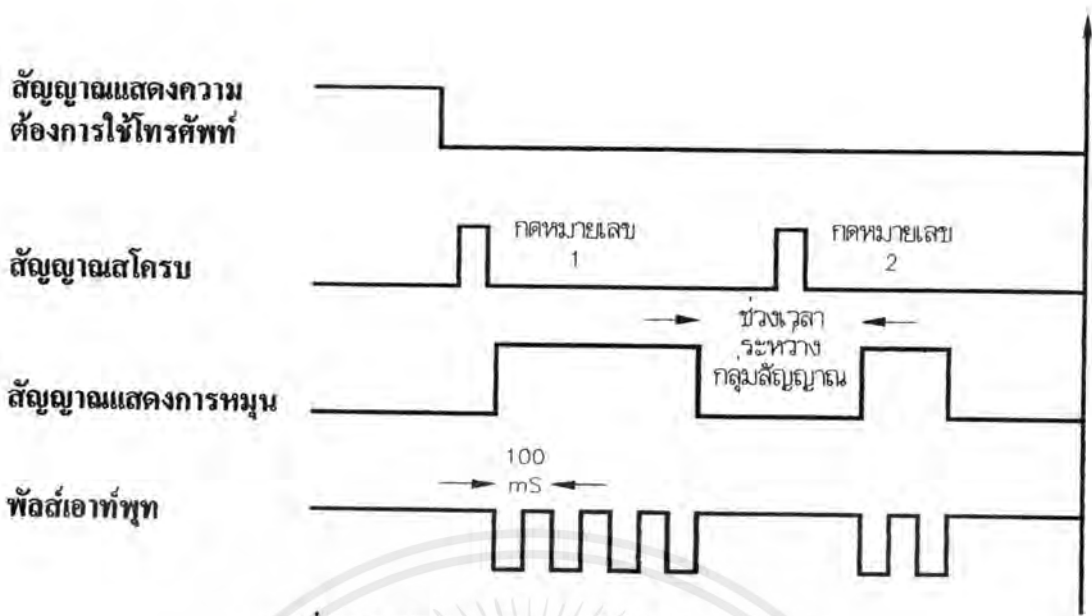 สัญญาณแสดงความ
ต้องการใช้โทรศัพท์
สัญญาณสโครบ
กดหมายเลข
1
กดหมายเลข
2
ช่วงเวลา
ระหว่าง
กลุ่มสัญญาณ
สัญญาณแสดงการหมุน
100
mS
พัลส์เอาท์พุท